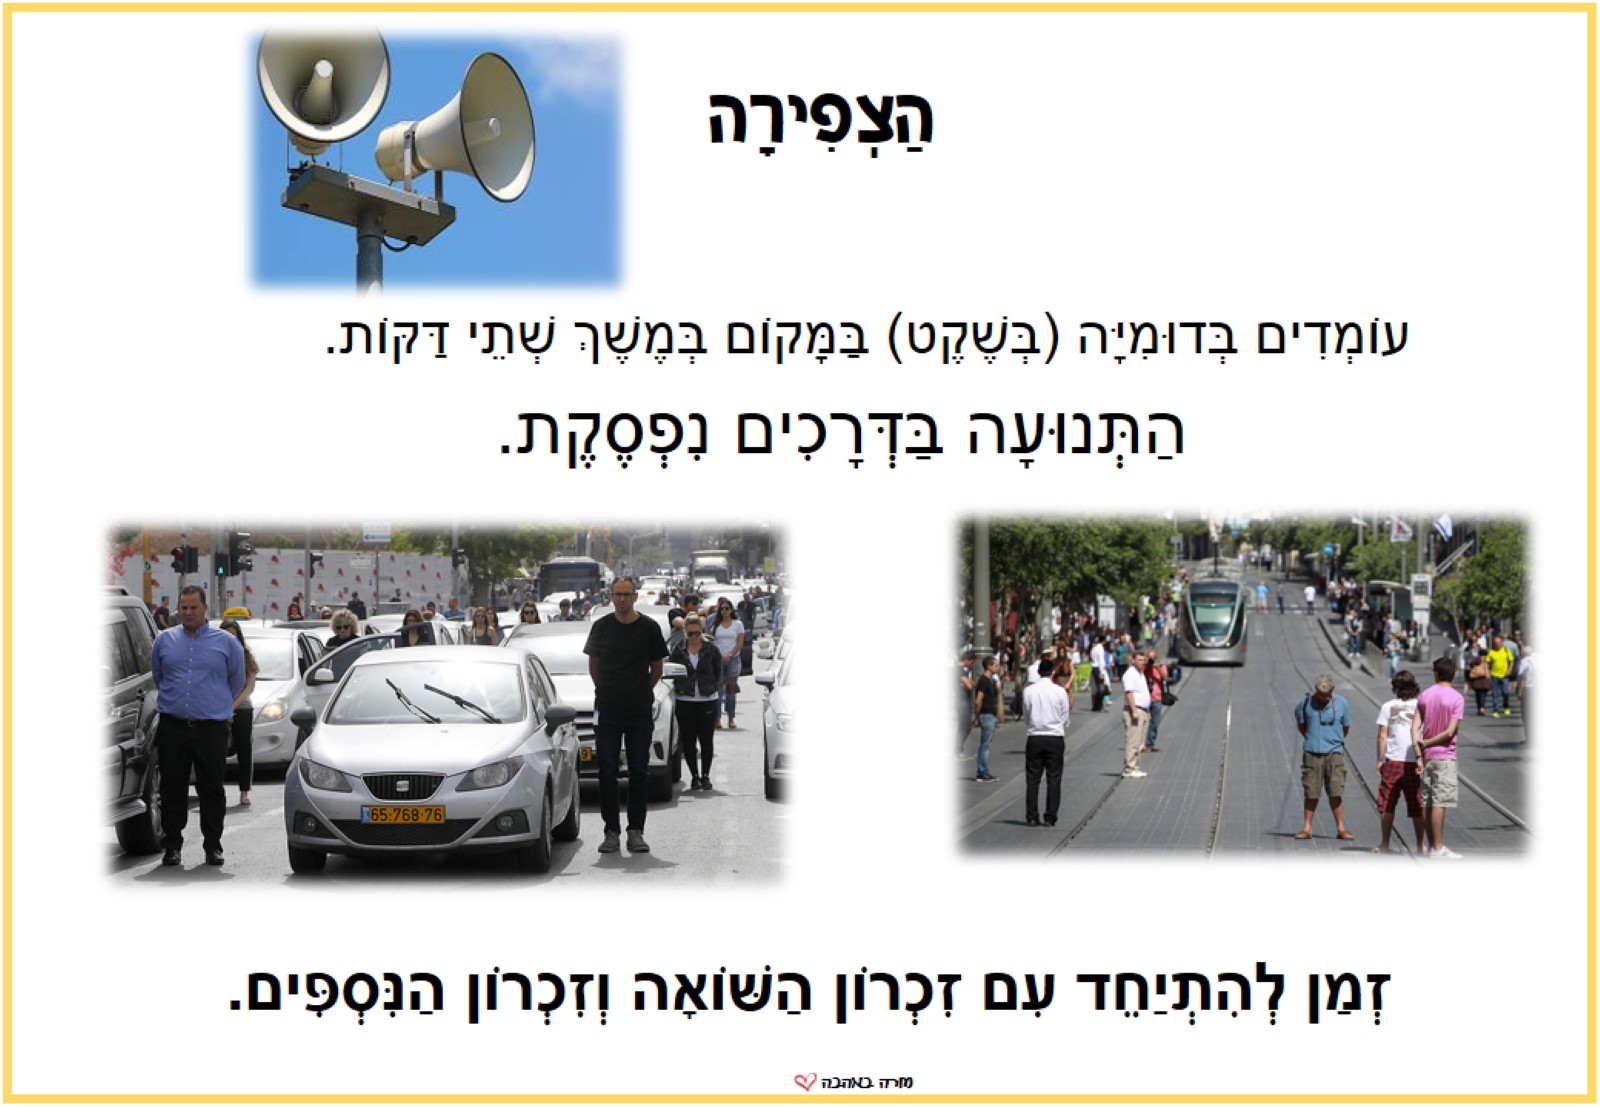 הַצְּפִירָה
עוֹמְדִים בְּדוּמִיָּה (בְּשֶׁקֶט) בַּמָּקוֹם בְּמֶשֶׁךְ שְׁתֵי דַּקּוֹת.
הַתְּנוּעָה בַּדְּרָכִים נִפְסֶקֶת.
65·768·76
זְמַן לְהִתְיַחֵד עִם זִכְרוֹן הַשּׁוֹאָה וְזִכְרוֹן הַנִּסְפִּים.
מורה באהבה